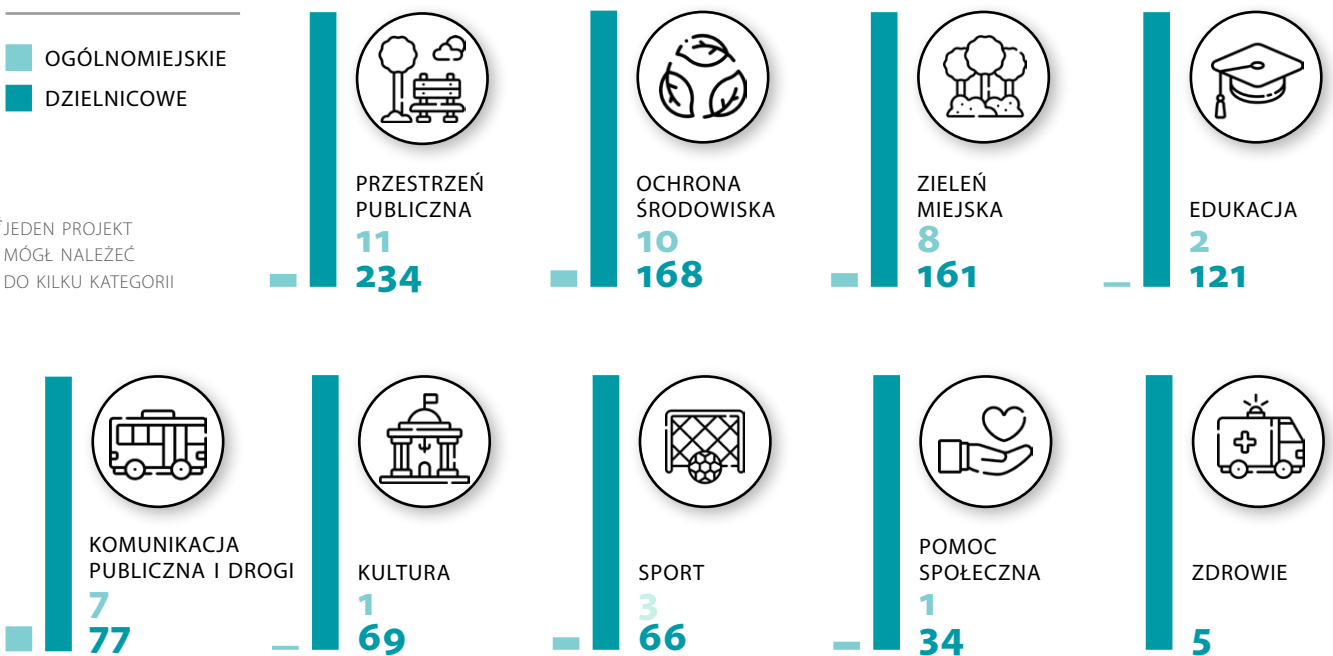 OGÓLNOMIEJSKIE
DZIELNICOWE
*JEDEN PROJEKT
MÓGŁ NALEŻEĆ
DO KILKU KATEGORII
PRZESTRZEŃ
PUBLICZNA
11
234
OCHRONA
ŚRODOWISKA
10
168
ZIELEŃ
MIEJSKA
8
161
EDUKACJA
2
121
KOMUNIKACJA
PUBLICZNA I DROGI
7
77
KULTURA
1
69
SPORT
3
66
POMOC
SPOŁECZNA
1
34
ZDROWIE
5